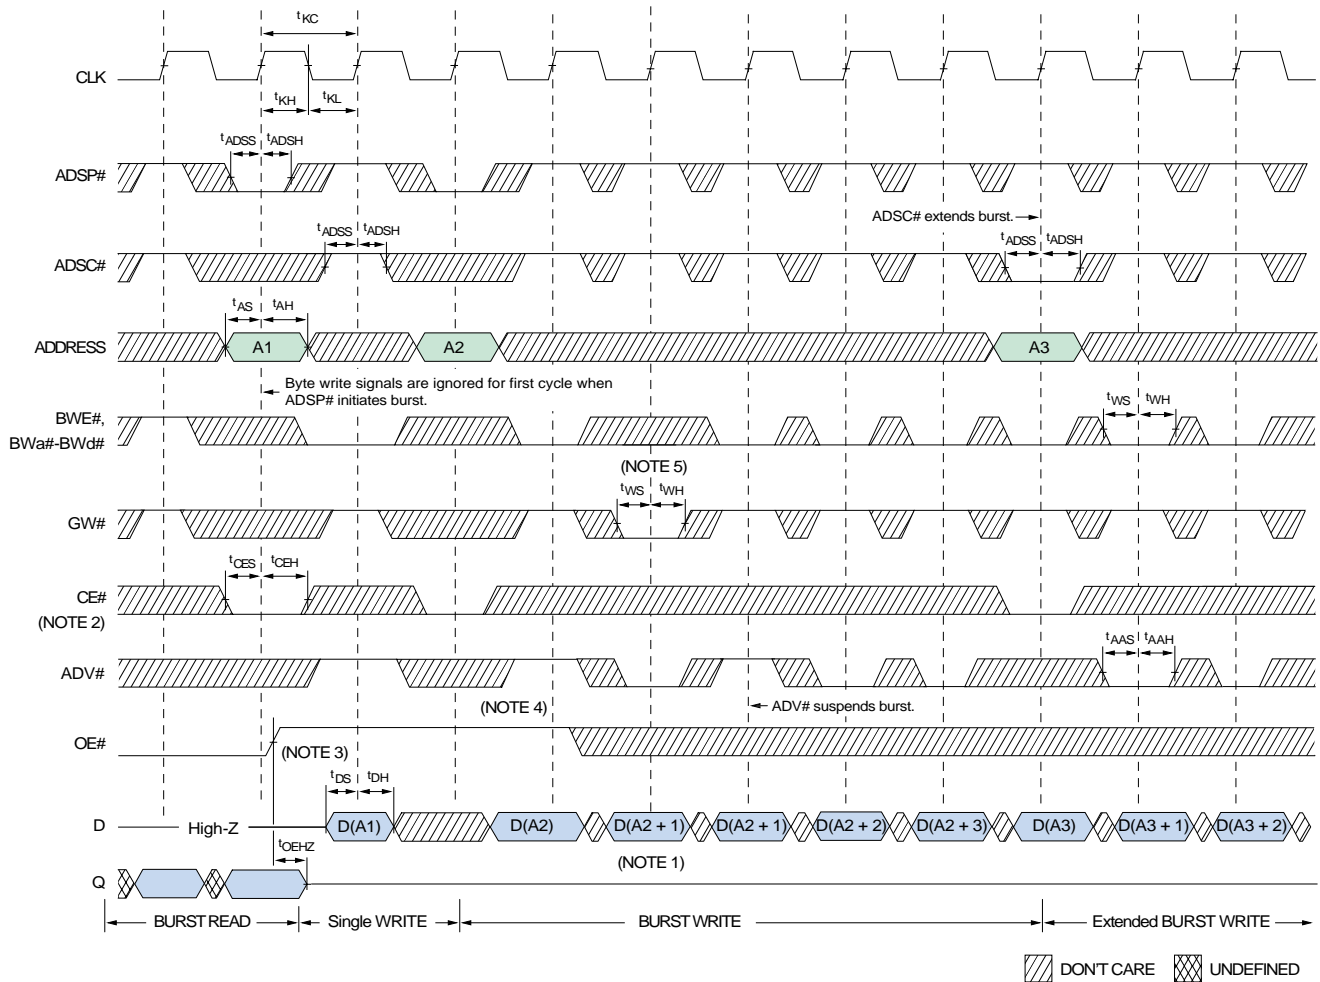 tKC
CLK
tKH
tKL
tADSS
tADSH
ADSP#
ADSC# extends burst.
tADSS
tADSH
tADSS
tADSH
ADSC#
tAS
tAH
ADDRESS
A1
A2
A3
Byte write signals are ignored for first cycle when
ADSP# initiates burst.
BWE#,
BWa#-BWd#
tWS
tWH
(NOTE 5)
tWS
tWH
GW#
tCES
tCEH
CE#
(NOTE 2)
tAAS
tAAH
ADV#
(NOTE 4)
ADV# suspends burst.
OE#
(NOTE 3)
tDS
tDH
D
High-Z
D(A1)
D(A2)
D(A2 + 1)
D(A2 + 1)
D(A2 + 2)
D(A2 + 3)
D(A3)
D(A3 + 1)
D(A3 + 2)
tOEHZ
(NOTE 1)
Q
BURST READ
Single WRITE
BURST WRITE
Extended BURST WRITE
DON'T CARE
UNDEFINED